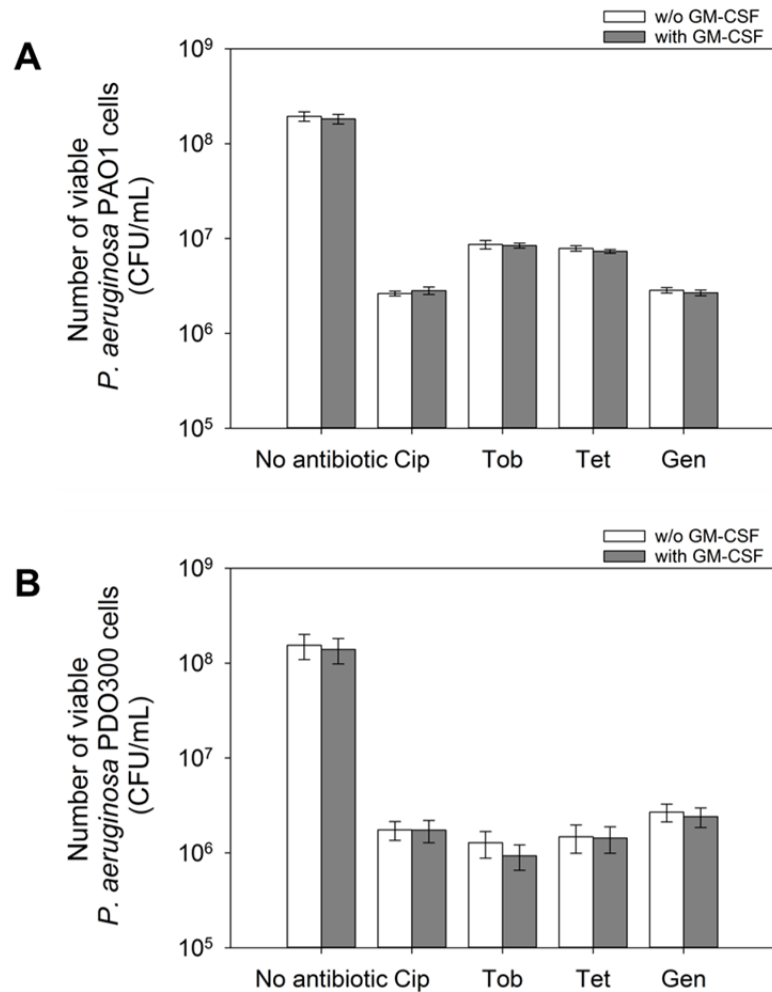 A
w/o GM-CSF
with GM-CSF
Number of viable
P. aeruginosa PAO1 cells
(CFU/mL)
10⁹
10⁸
10⁷
10⁶
10⁵
No antibiotic Cip Tob Tet Gen
B
w/o GM-CSF
with GM-CSF
Number of viable
P. aeruginosa PDO300 cells
(CFU/mL)
10⁹
10⁸
10⁷
10⁶
10⁵
No antibiotic Cip Tob Tet Gen